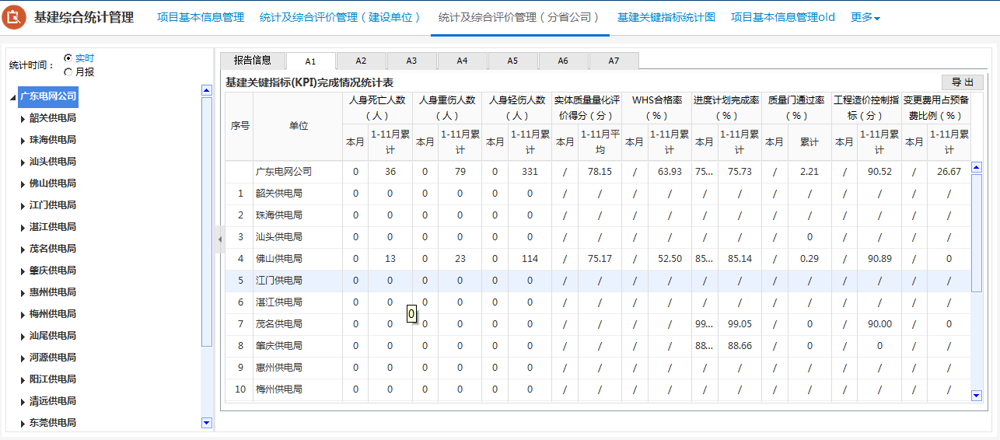 基建综合统计管理 项目基本信息管理 统计及综合评价管理（建设单位） 统计及综合评价管理（分省公司） 基建关键指标统计图 项目基本信息管理old 更多
统计时间： 实时
月报
广东电网公司
韶关供电局
珠海供电局
汕头供电局
佛山供电局
江门供电局
湛江供电局
茂名供电局
肇庆供电局
惠州供电局
梅州供电局
汕尾供电局
河源供电局
阳江供电局
清远供电局
东莞供电局
报告信息 A1 A2 A3 A4 A5 A6 A7
基建关键指标(KPI)完成情况统计表 导 出
序号 单位 人身死亡人数（人） 人身重伤人数（人） 人身轻伤人数（人） 实体质量量化评价得分（分） WHS合格率（%） 进度计划完成率（%） 质量门通过率（%） 工程造价控制指标（分） 变更费用占预备费比例（%）
本月 1-11月累计 本月 1-11月累计 本月 1-11月累计 本月 1-11月平均 本月 1-11月累计 本月 1-11月累计 本月 累计 本月 1-11月累计 本月 1-11月累计
广东电网公司 0 36 0 79 0 331 / 78.15 / 63.93 75... 75.73 / 2.21 / 90.52 / 26.67
1 韶关供电局 0 0 0 0 0 0 / / / / / / / / / / / /
2 珠海供电局 0 0 0 0 0 0 / / / / / / / / / / / /
3 汕头供电局 0 0 0 0 0 0 / / / / / / / 0 / / / /
4 佛山供电局 0 13 0 23 0 114 / 75.17 / 52.50 85... 85.14 / 0.29 / 90.89 / 0
5 江门供电局 0 0 0 0 0 0 / / / / / / / / / / / /
6 湛江供电局 0 0 0 0 0 0 / / / / / / / / / / / /
0
7 茂名供电局 0 0 0 0 0 0 / / / / 99... 99.05 / 0 / 90.00 / 0
8 肇庆供电局 0 0 0 0 0 0 / / / / 88... 88.66 / 0 / 0 / /
9 惠州供电局 0 0 0 0 0 0 / / / / / / / / / / / /
10 梅州供电局 0 0 0 0 0 0 / / / / / / / / / / / /